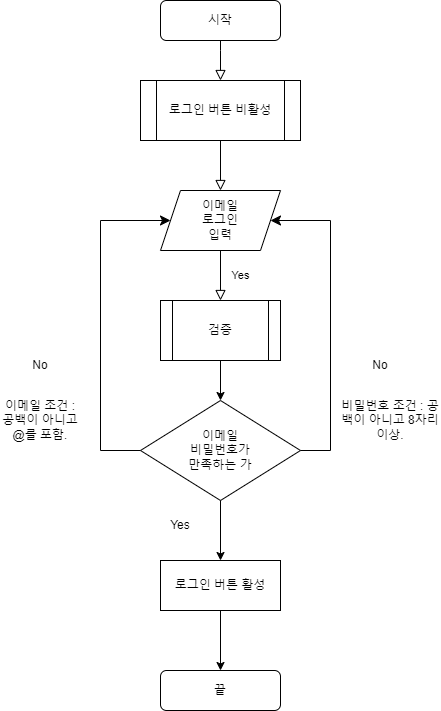 시작
로그인 버튼 비활성
이메일
로그인
입력
Yes
검증
No
No
이메일 조건 :
공백이 아니고
@를 포함.
비밀번호 조건 : 공
백이 아니고 8자리
이상.
이메일
비밀번호가
만족하는 가
Yes
로그인 버튼 활성
끝